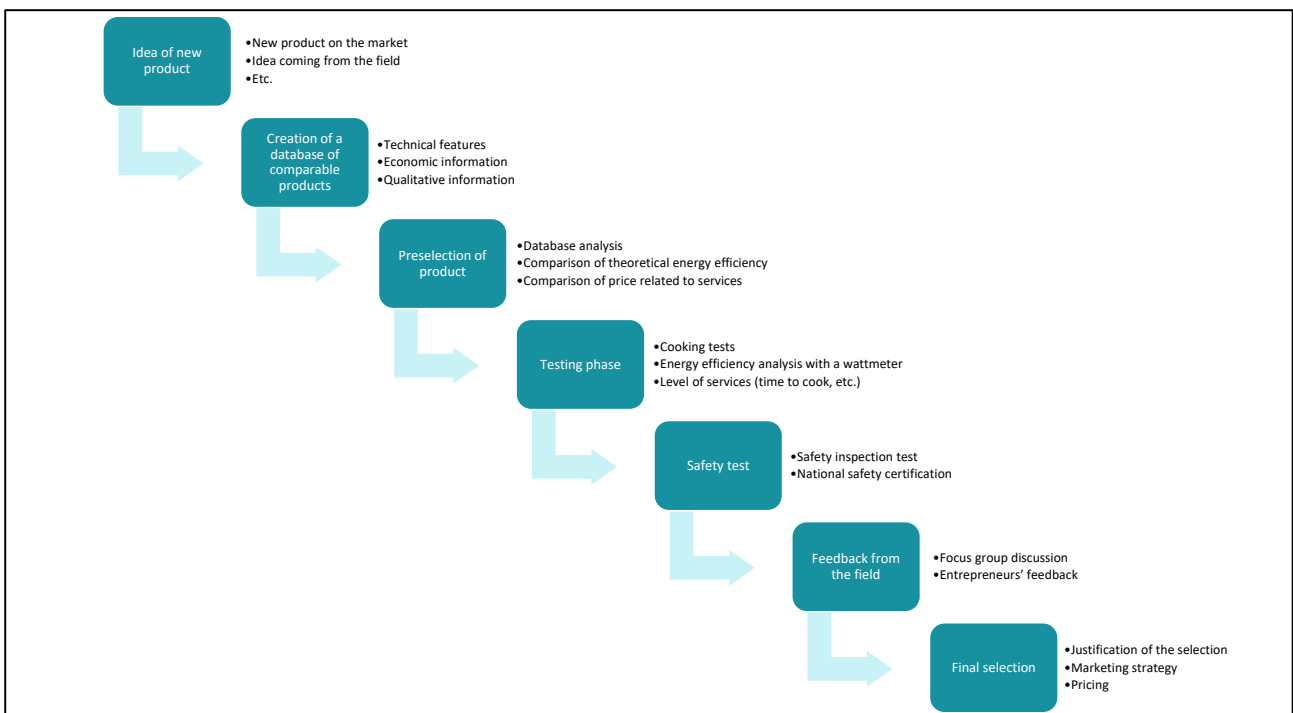 Idea of new
product
•New product on the market
•Idea coming from the field
•Etc.
Creation of a
database of
comparable
products
•Technical features
•Economic information
•Qualitative information
Preselection of
product
•Database analysis
•Comparison of theoretical energy efficiency
•Comparison of price related to services
Testing phase
•Cooking tests
•Energy efficiency analysis with a wattmeter
•Level of services (time to cook, etc.)
Safety test
•Safety inspection test
•National safety certification
Feedback from
the field
•Focus group discussion
•Entrepreneurs’ feedback
Final selection
•Justification of the selection
•Marketing strategy
•Pricing